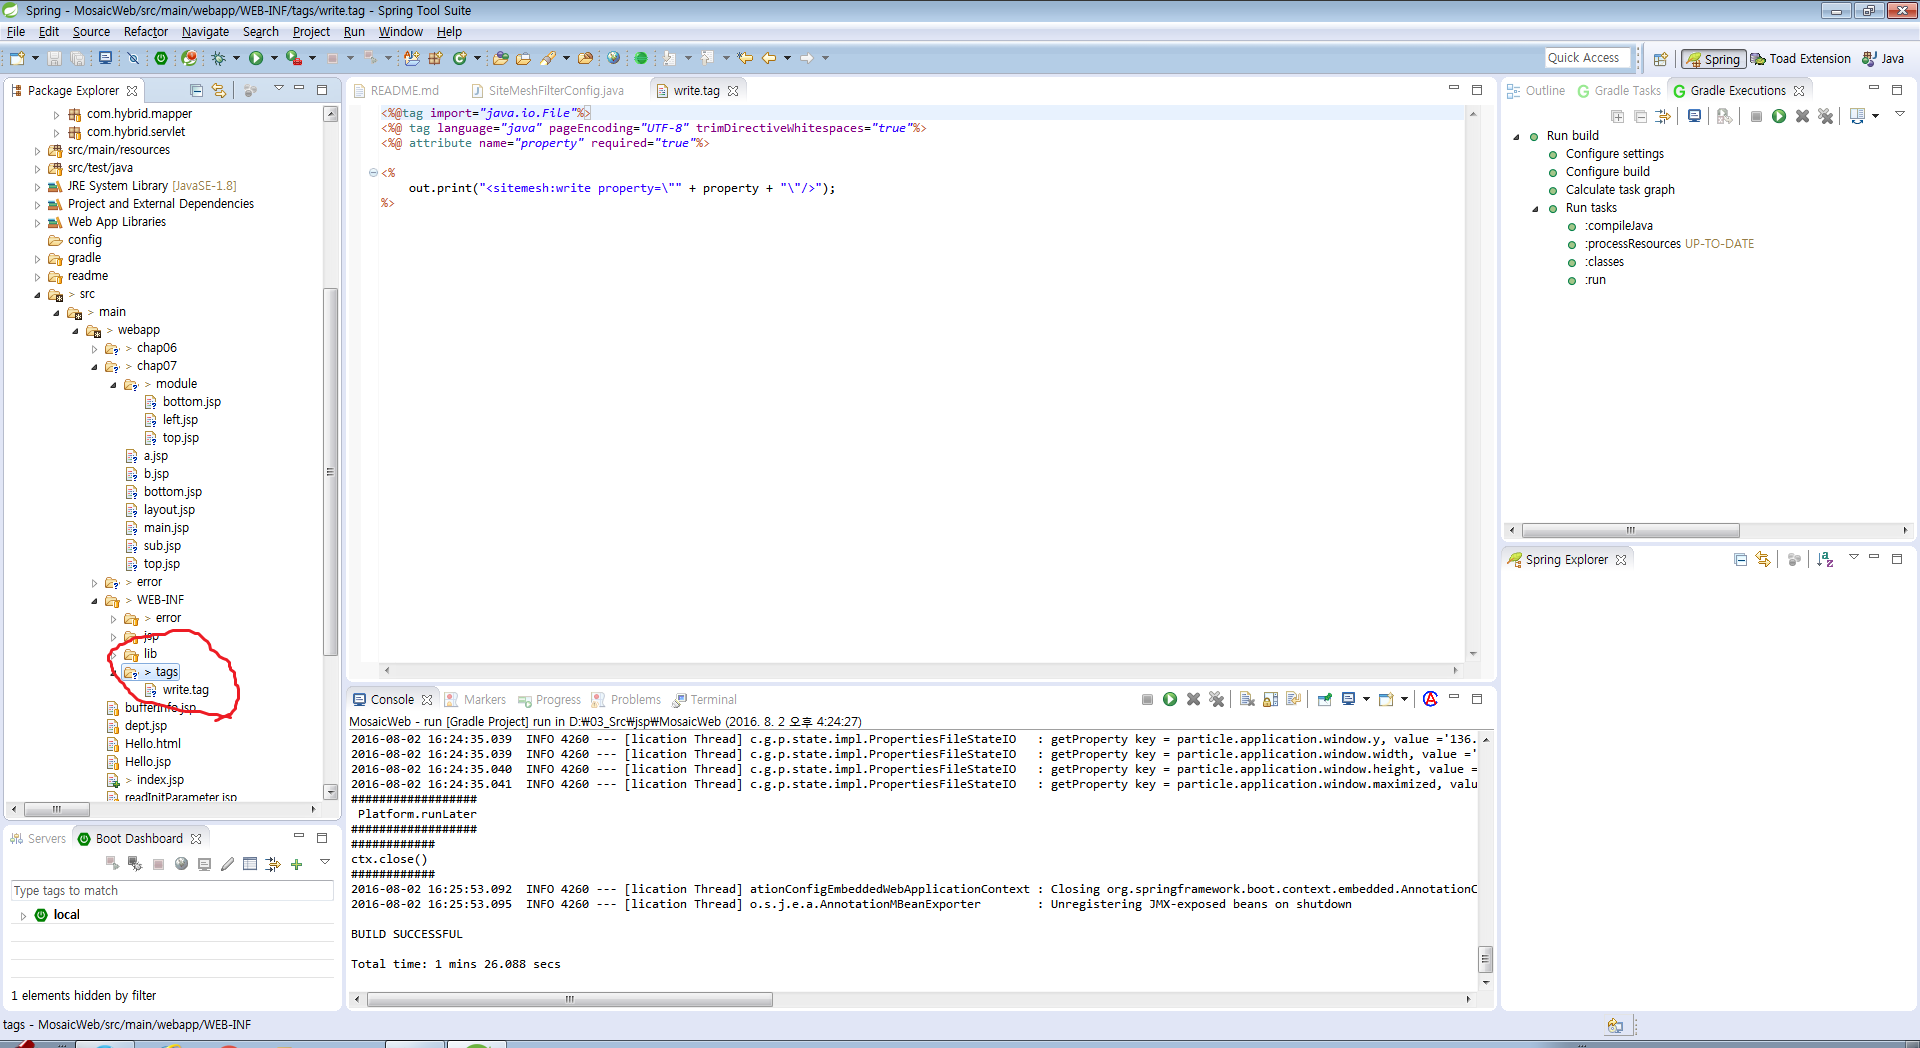 Spring - MosaicWeb/src/main/webapp/WEB-INF/tags/write.tag - Spring Tool Suite
File Edit Source Refactor Navigate Search Project Run Window Help
Quick Access
Spring
Toad Extension
Java
Package Explorer
com.hybrid.mapper
com.hybrid.servlet
src/main/resources
src/test/java
JRE System Library [JavaSE-1.8]
Project and External Dependencies
Web App Libraries
config
gradle
readme
> src
> main
> webapp
> chap06
> chap07
> module
bottom.jsp
left.jsp
top.jsp
a.jsp
b.jsp
bottom.jsp
layout.jsp
main.jsp
sub.jsp
top.jsp
> error
> WEB-INF
> error
jsp
lib
> tags
write.tag
bufferInfo.jsp
dept.jsp
Hello.html
Hello.jsp
> index.jsp
readInitParameter.jsp
Servers
Boot Dashboard
Type tags to match
local
1 elements hidden by filter
README.md
SiteMeshFilterConfig.java
write.tag
<%@tag import="java.io.File"%>
<%@ tag language="java" pageEncoding="UTF-8" trimDirectiveWhitespaces="true"%>
<%@ attribute name="property" required="true"%>
<%
out.print("<sitemesh:write property=\"" + property + "\"/>");
%>
Console
Markers
Progress
Problems
Terminal
MosaicWeb - run [Gradle Project] run in D:₩03_Src₩jsp₩MosaicWeb (2016. 8. 2 오후 4:24:27)
2016-08-02 16:24:35.039 INFO 4260 --- [lication Thread] c.g.p.state.impl.PropertiesFileStateIO : getProperty key = particle.application.window.y, value ='136.
2016-08-02 16:24:35.039 INFO 4260 --- [lication Thread] c.g.p.state.impl.PropertiesFileStateIO : getProperty key = particle.application.window.width, value ='
2016-08-02 16:24:35.040 INFO 4260 --- [lication Thread] c.g.p.state.impl.PropertiesFileStateIO : getProperty key = particle.application.window.height, value =
2016-08-02 16:24:35.041 INFO 4260 --- [lication Thread] c.g.p.state.impl.PropertiesFileStateIO : getProperty key = particle.application.window.maximized, valu
##################
Platform.runLater
##################
############
ctx.close()
############
2016-08-02 16:25:53.092 INFO 4260 --- [lication Thread] ationConfigEmbeddedWebApplicationContext : Closing org.springframework.boot.context.embedded.AnnotationC
2016-08-02 16:25:53.095 INFO 4260 --- [lication Thread] o.s.j.e.a.AnnotationMBeanExporter : Unregistering JMX-exposed beans on shutdown
BUILD SUCCESSFUL
Total time: 1 mins 26.088 secs
Outline
Gradle Tasks
Gradle Executions
Run build
Configure settings
Configure build
Calculate task graph
Run tasks
:compileJava
:processResources UP-TO-DATE
:classes
:run
Spring Explorer
tags - MosaicWeb/src/main/webapp/WEB-INF